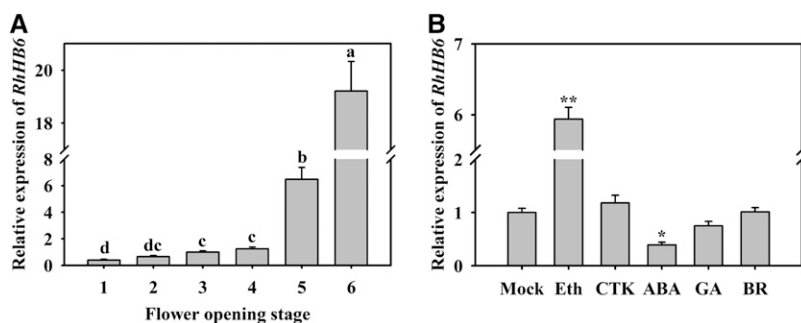 A
Relative expression of RhHB6
20
18
8
6
4
2
0
d
dc
c
c
b
a
1 2 3 4 5 6
Flower opening stage
B
Relative expression of RhHB6
7
6
2
1
0
**
*
Mock Eth CTK ABA GA BR